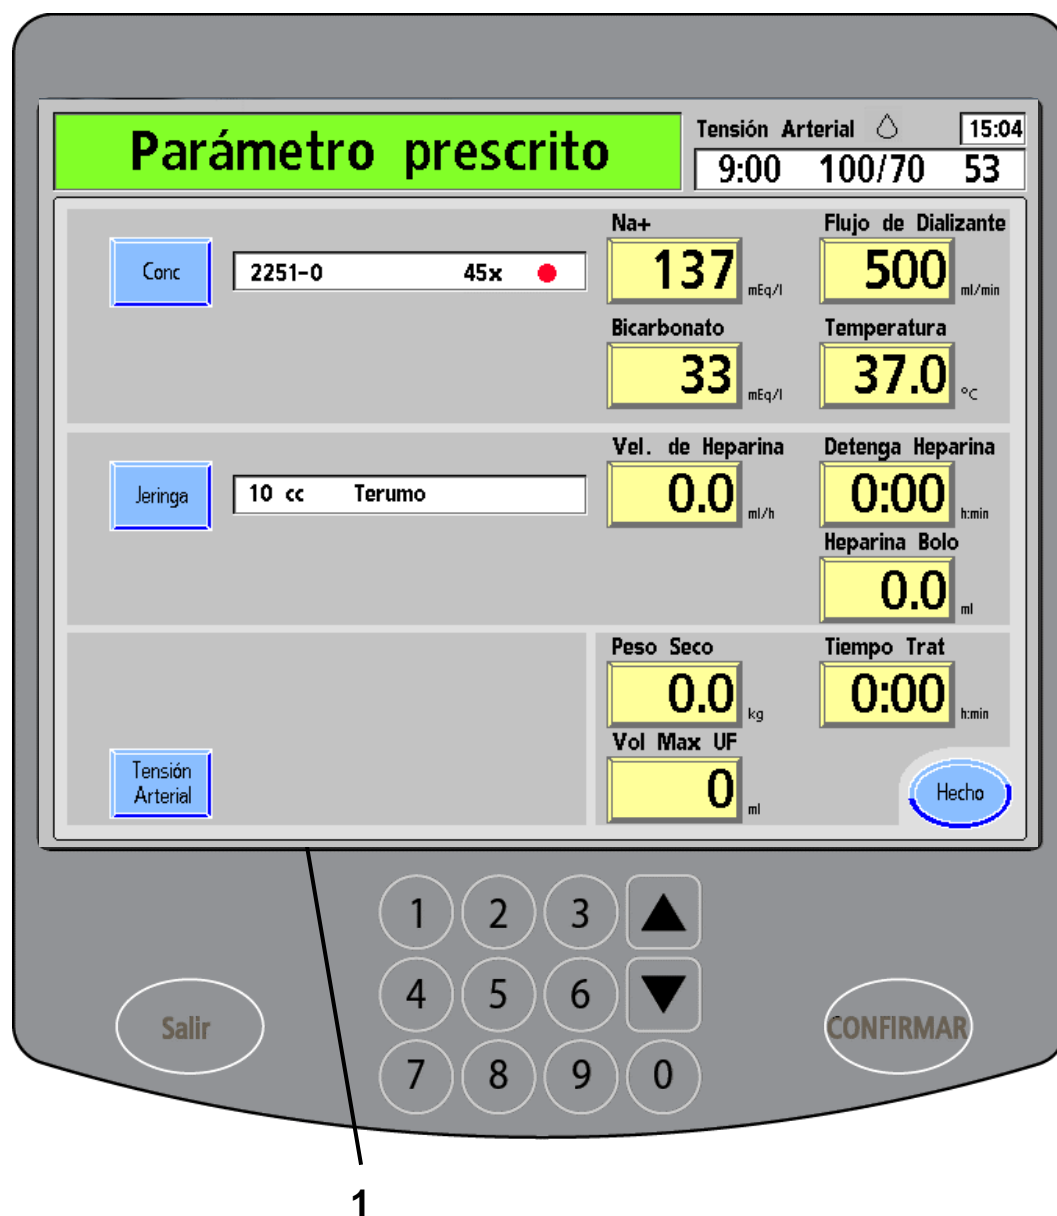 Parámetro prescrito
Tensión Arterial 15:04
9:00 100/70 53
Na+ Flujo de Dializante
Conc 2251-0 45x 137 mEq/l 500 ml/min
Bicarbonato Temperatura
33 mEq/l 37.0 °C
Vel. de Heparina Detenga Heparina
Jeringa 10 cc Terumo 0.0 ml/h 0:00 h:min
Heparina Bolo
0.0 ml
Peso Seco Tiempo Trat
0.0 kg 0:00 h:min
Vol Max UF
Tensión
Arterial 0 ml Hecho
1 2 3
4 5 6
Salir CONFIRMAR
7 8 9 0
1